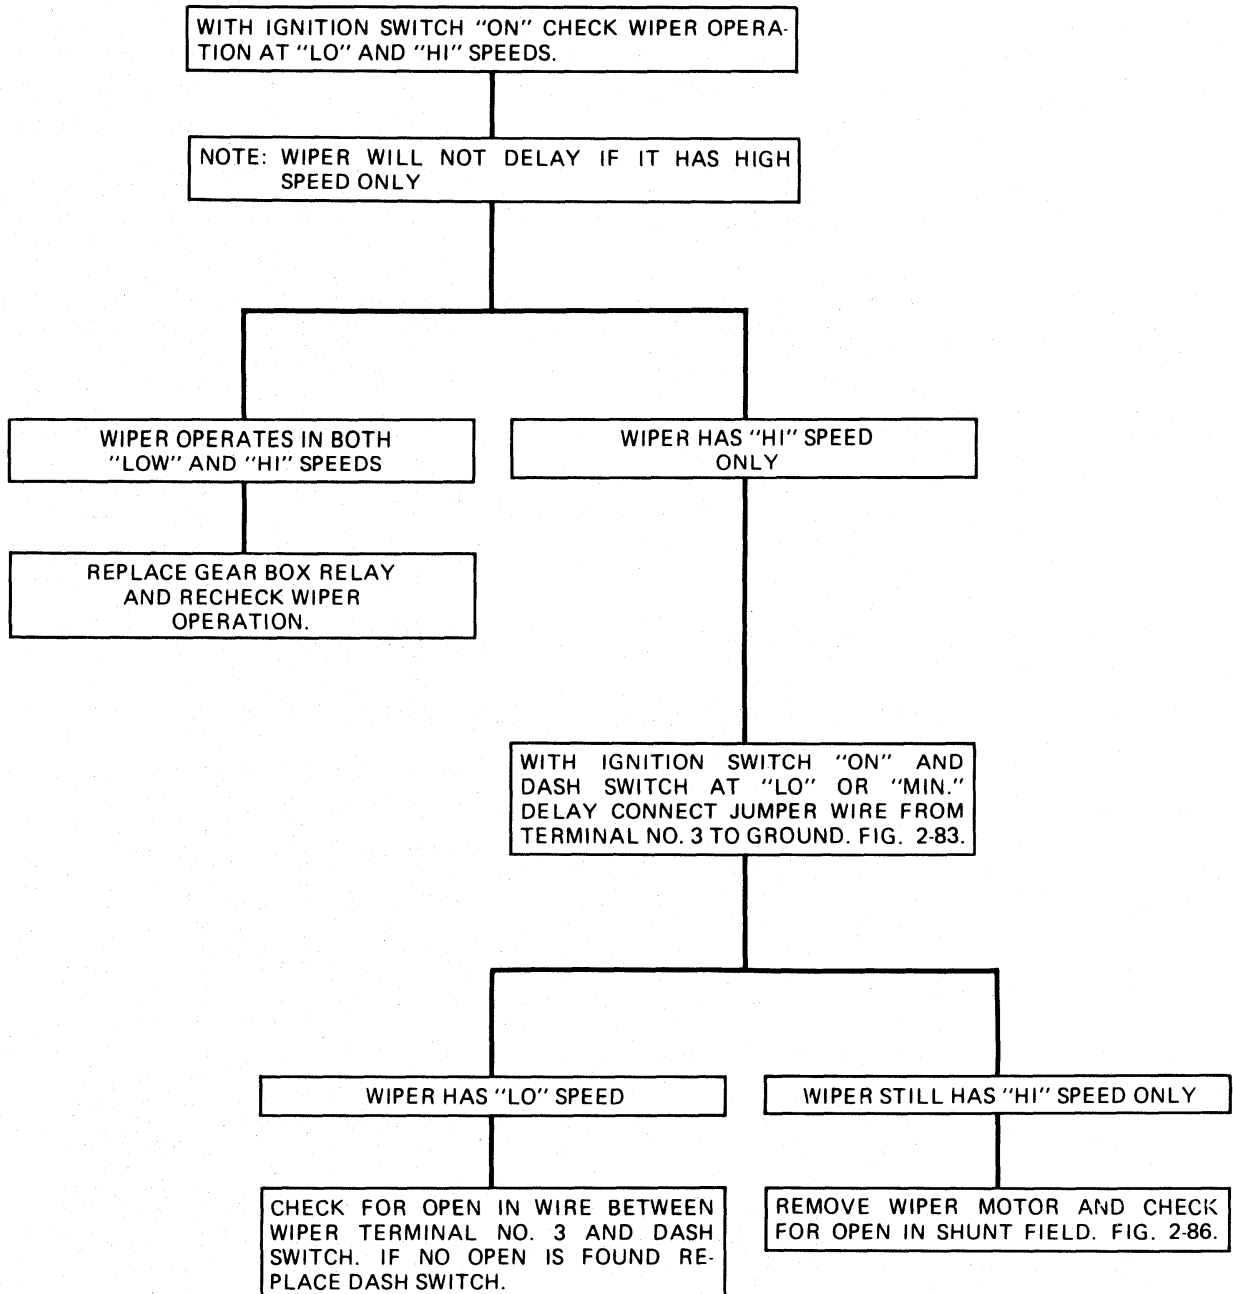 WITH IGNITION SWITCH "ON" CHECK WIPER OPERA-
TION AT "LO" AND "HI" SPEEDS.
NOTE: WIPER WILL NOT DELAY IF IT HAS HIGH
SPEED ONLY
WIPER OPERATES IN BOTH
"LOW" AND "HI" SPEEDS
WIPER HAS "HI" SPEED
ONLY
REPLACE GEAR BOX RELAY
AND RECHECK WIPER
OPERATION.
WITH IGNITION SWITCH "ON" AND
DASH SWITCH AT "LO" OR "MIN."
DELAY CONNECT JUMPER WIRE FROM
TERMINAL NO. 3 TO GROUND. FIG. 2-83.
WIPER HAS "LO" SPEED
WIPER STILL HAS "HI" SPEED ONLY
CHECK FOR OPEN IN WIRE BETWEEN
WIPER TERMINAL NO. 3 AND DASH
SWITCH. IF NO OPEN IS FOUND RE-
PLACE DASH SWITCH.
REMOVE WIPER MOTOR AND CHECK
FOR OPEN IN SHUNT FIELD. FIG. 2-86.